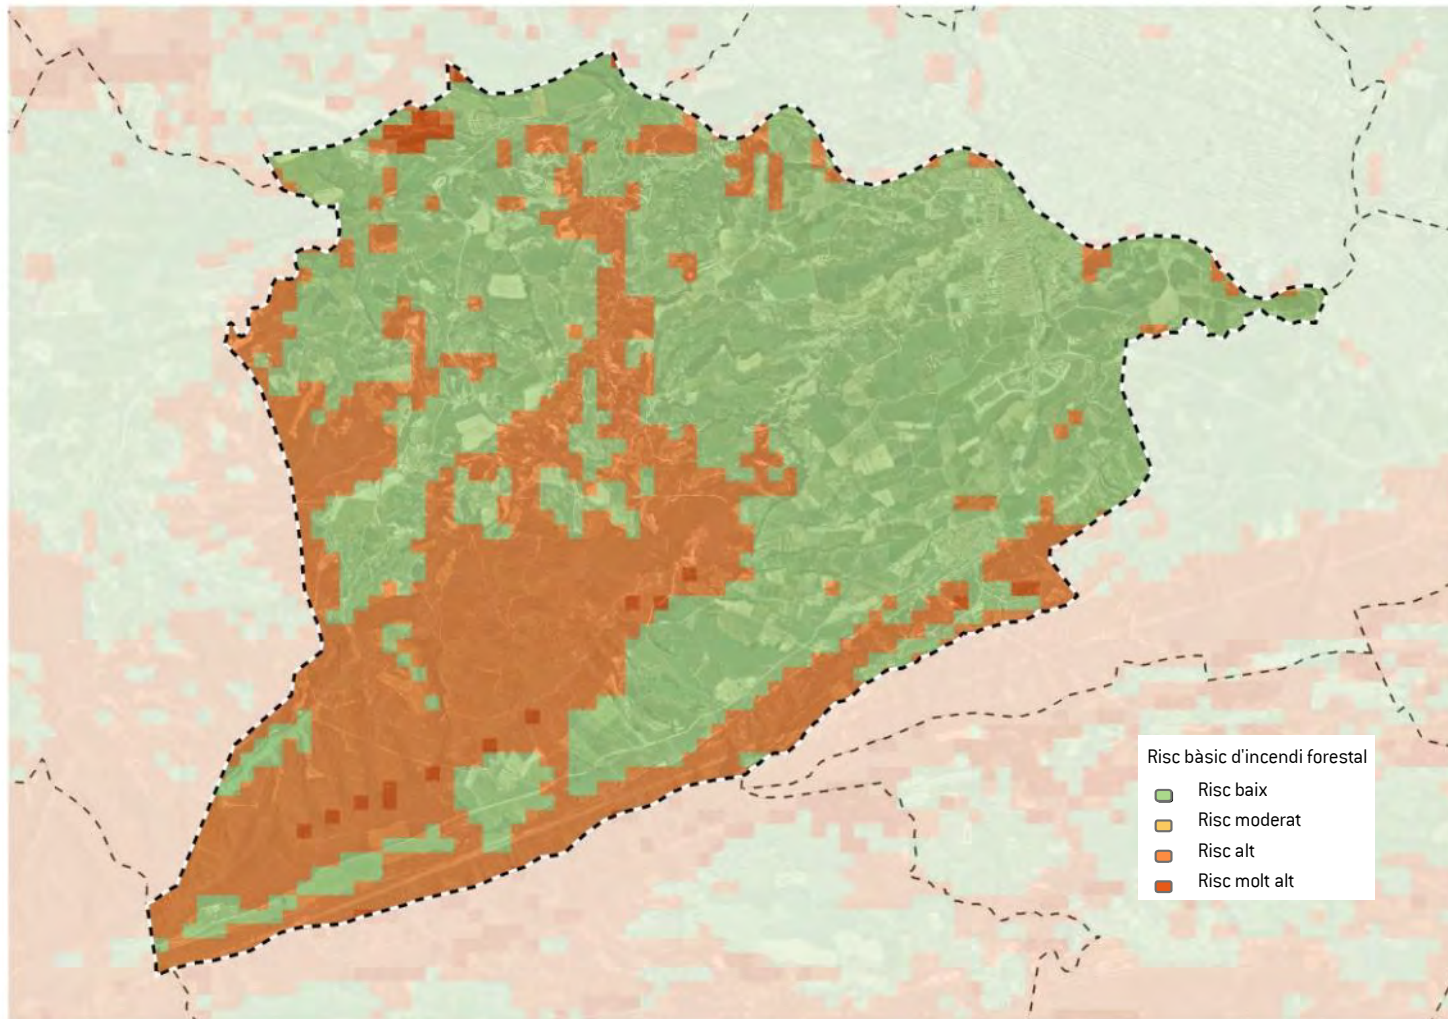 Risc bàsic d'incendi forestal
Risc baix
Risc moderat
Risc alt
Risc molt alt